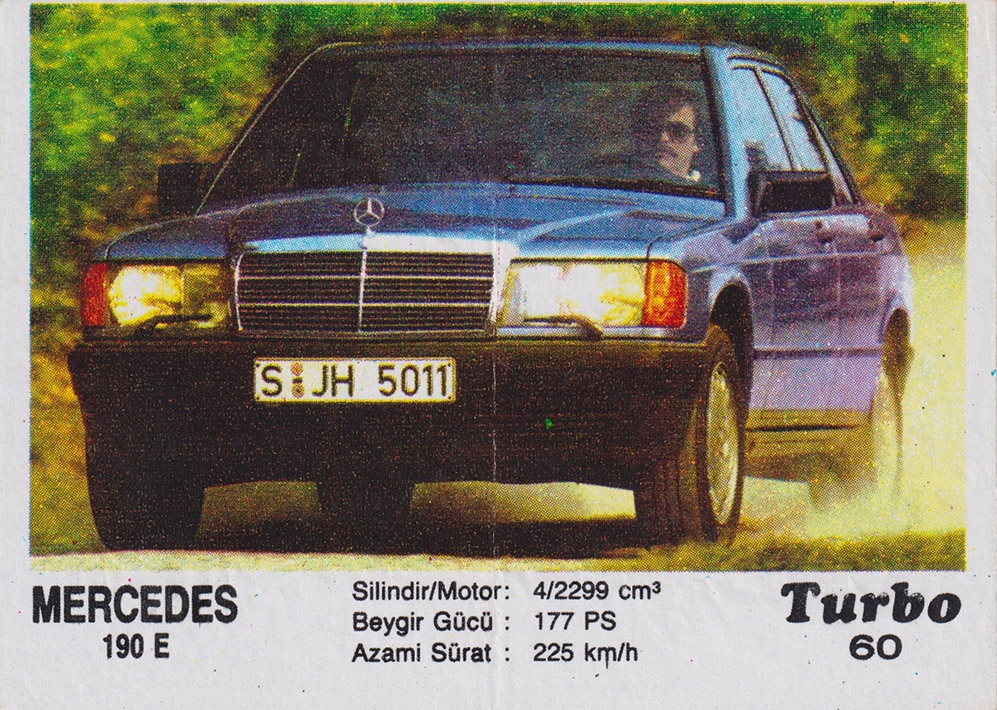 S JH 5011
MERCEDES
190 E
Silindir/Motor: 4/2299 cm³
Beygir Gücü : 177 PS
Azami Sürat : 225 km/h
Turbo
60